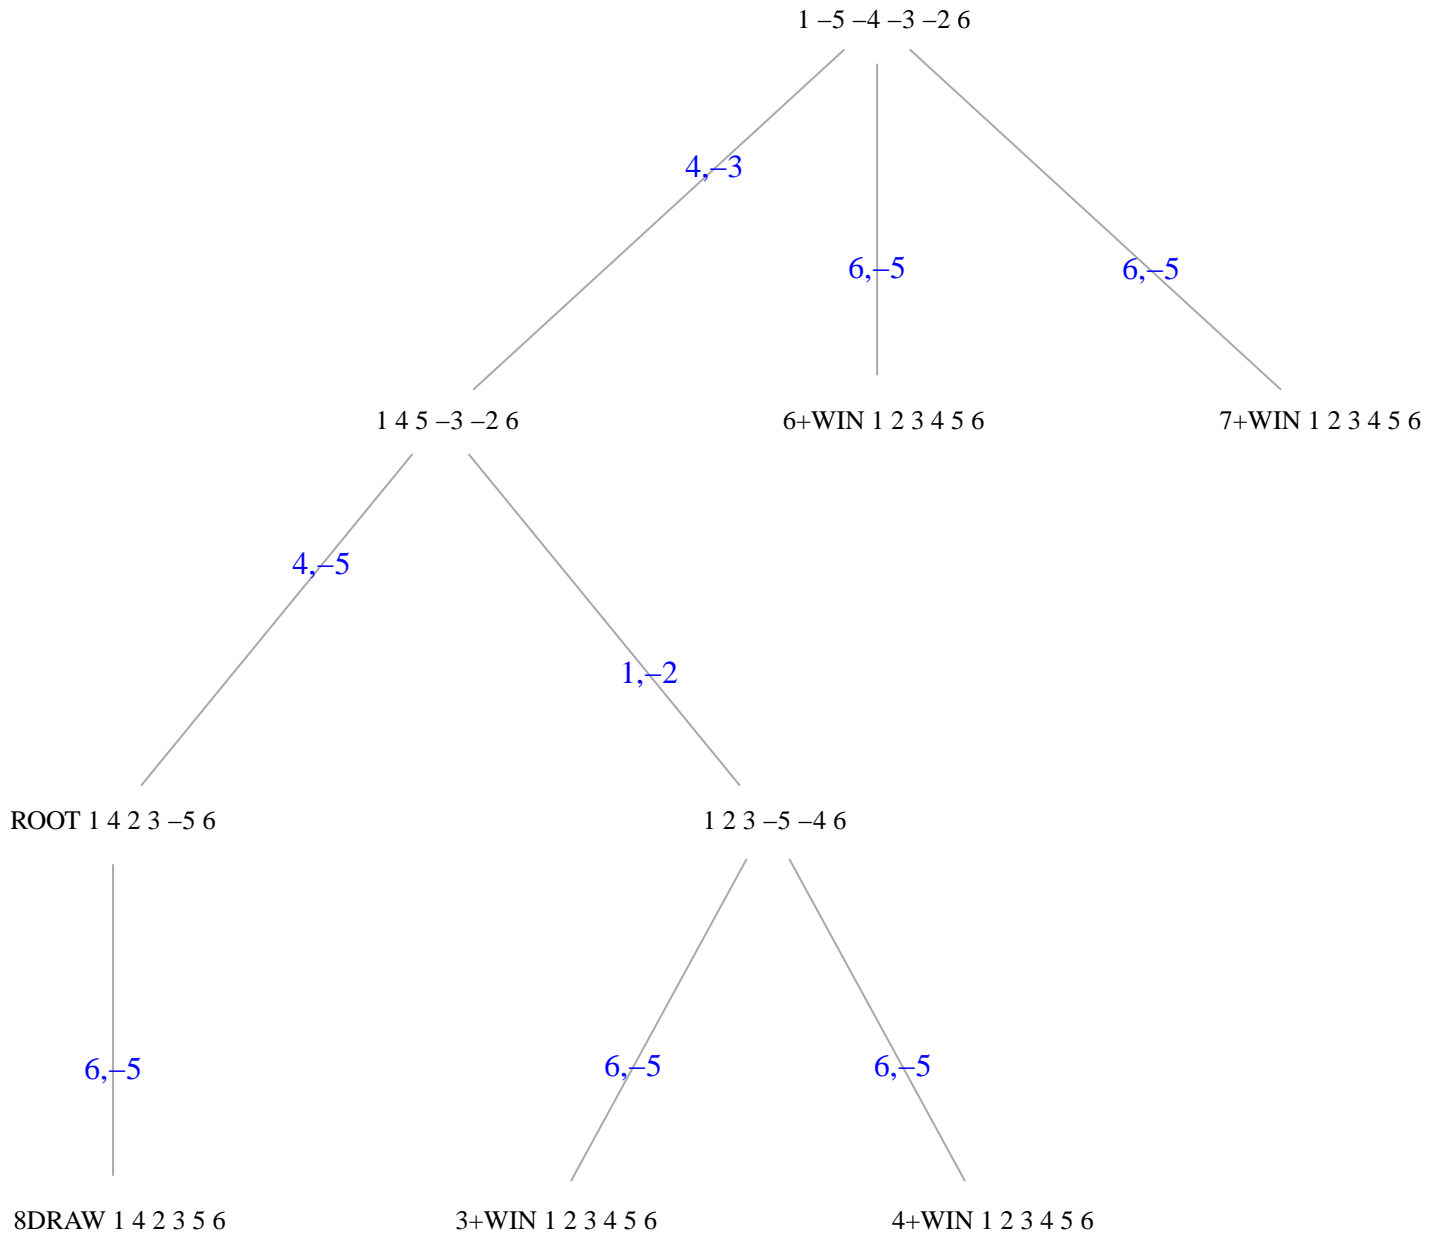 1 –5 –4 –3 –2 6
4,–3
6,–5
6,–5
1 4 5 –3 –2 6
6+WIN 1 2 3 4 5 6
7+WIN 1 2 3 4 5 6
4,–5
1,–2
ROOT 1 4 2 3 –5 6
1 2 3 –5 –4 6
6,–5
6,–5
6,–5
8DRAW 1 4 2 3 5 6
3+WIN 1 2 3 4 5 6
4+WIN 1 2 3 4 5 6